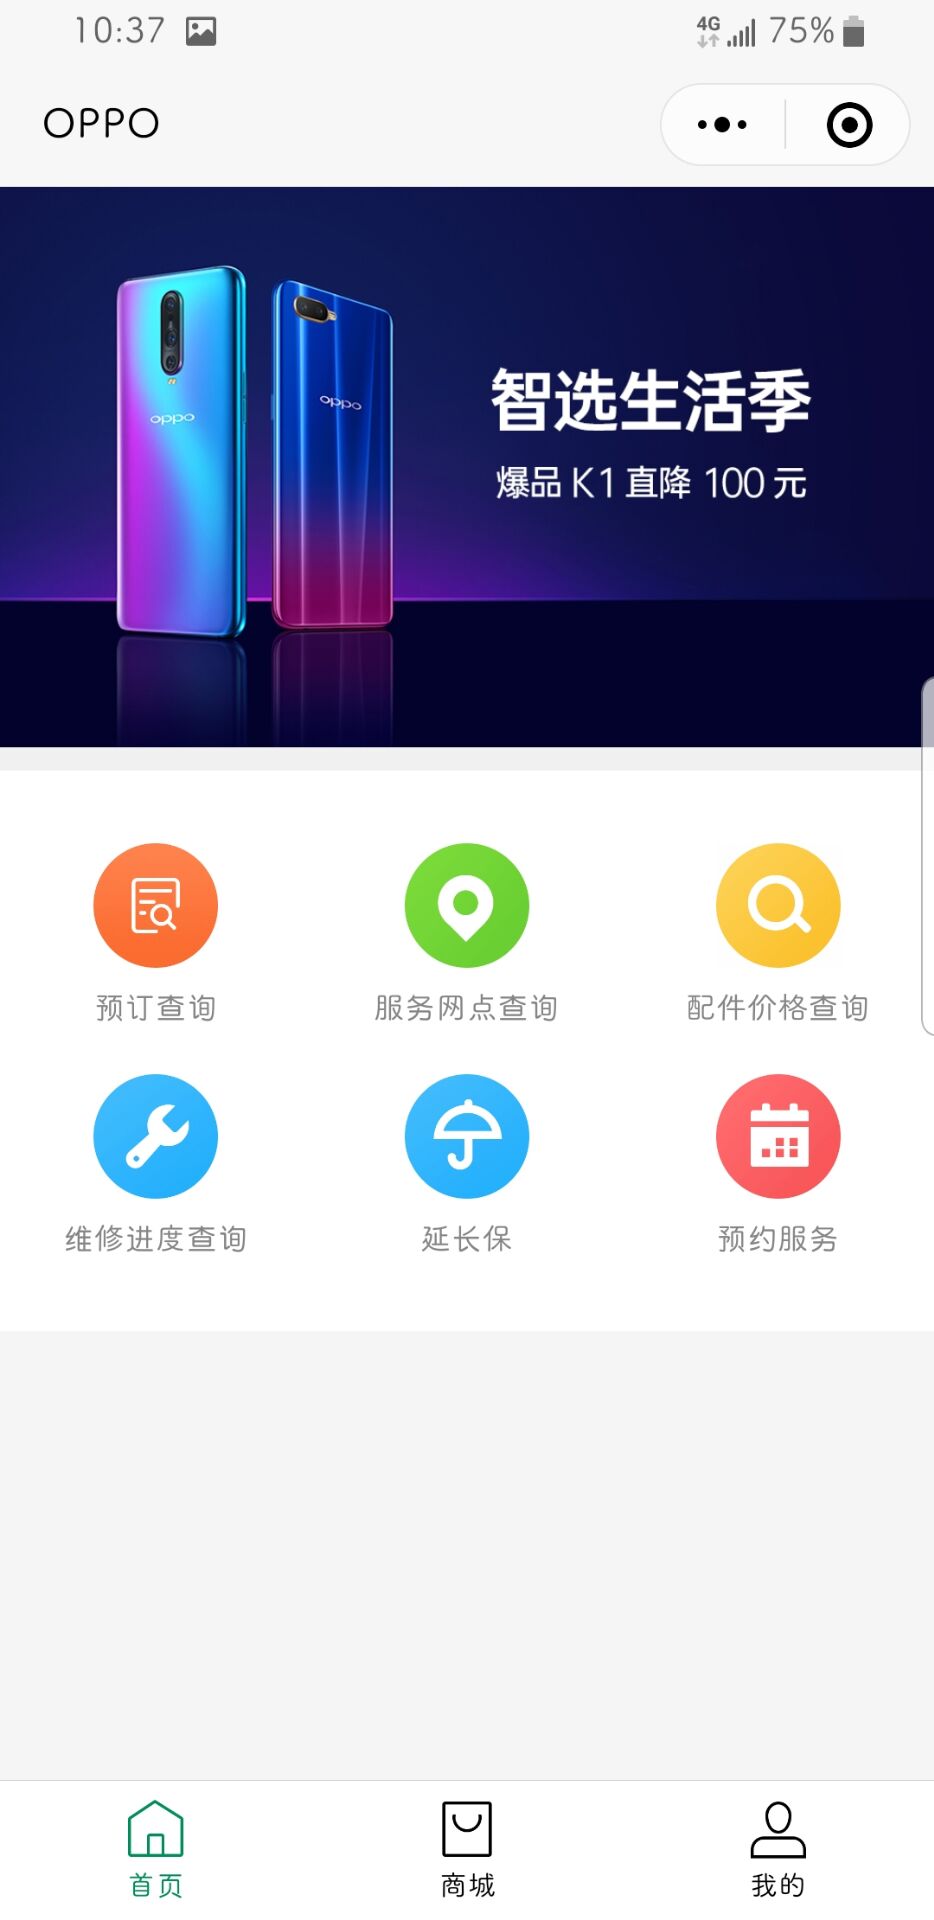 10:37 4G 75%
OPPO
oppo
oppo
智选生活季
爆品 K1 直降 100 元
预订查询 服务网点查询 配件价格查询
维修进度查询 延长保 预约服务
首页 商城 我的